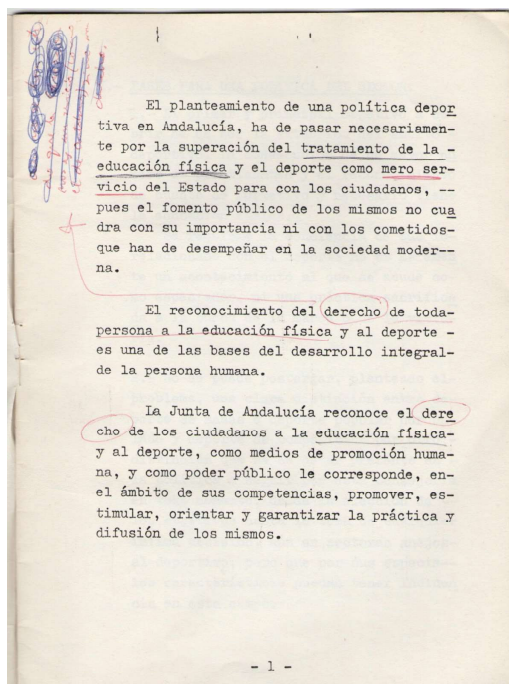 El planteamiento de una política depor
tiva en Andalucía, ha de pasar necesariamen-
te por la superación del tratamiento de la -
educación física y el deporte como mero ser-
vicio del Estado para con los ciudadanos, --
pues el fomento público de los mismos no cua
dra con su importancia ni con los cometidos-
que han de desempeñar en la sociedad moder--
na.
El reconocimiento del derecho de toda-
persona a la educación física y al deporte -
es una de las bases del desarrollo integral-
de la persona humana.
La Junta de Andalucía reconoce el dere
cho de los ciudadanos a la educación física-
y al deporte, como medios de promoción huma-
na, y como poder público le corresponde, en-
el ámbito de sus competencias, promover, es-
timular, orientar y garantizar la práctica y
difusión de los mismos.
- 1 -